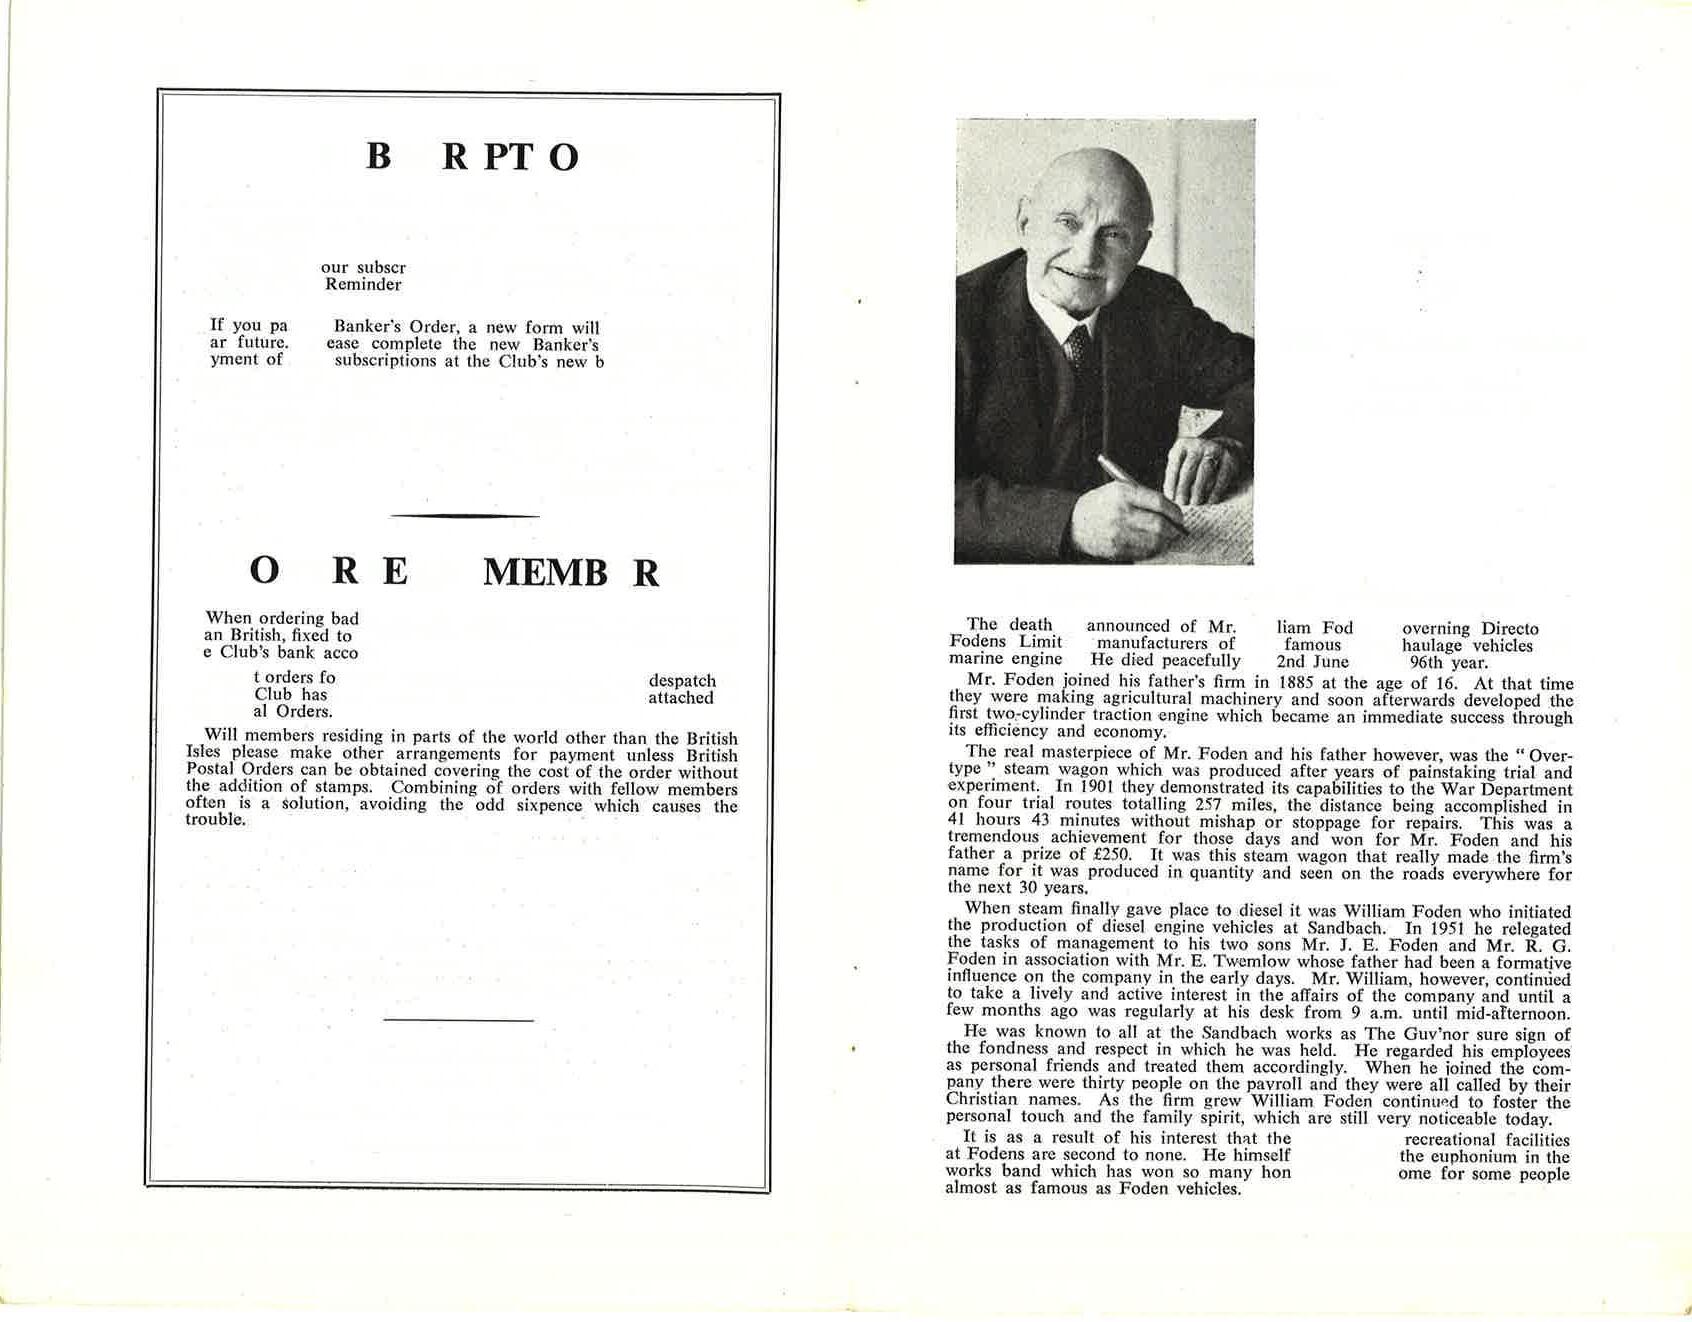 B R PT O
our subscr
Reminder
If you pa Banker's Order, a new form will
ar future. ease complete the new Banker's
yment of subscriptions at the Club's new b
O R E MEMB R
When ordering bad
an British, fixed to
e Club's bank acco
t orders fo despatch
Club has attached
al Orders.
Will members residing in parts of the world other than the British
Isles please make other arrangements for payment unless British
Postal Orders can be obtained covering the cost of the order without
the addition of stamps. Combining of orders with fellow members
often is a solution, avoiding the odd sixpence which causes the
trouble.
The death announced of Mr. liam Fod overning Directo
Fodens Limit manufacturers of famous haulage vehicles
marine engine He died peacefully 2nd June 96th year.
Mr. Foden joined his father's firm in 1885 at the age of 16. At that time
they were making agricultural machinery and soon afterwards developed the
first two-cylinder traction engine which became an immediate success through
its efficiency and economy.
The real masterpiece of Mr. Foden and his father however, was the “ Over-
type ” steam wagon which was produced after years of painstaking trial and
experiment. In 1901 they demonstrated its capabilities to the War Department
on four trial routes totalling 257 miles, the distance being accomplished in
41 hours 43 minutes without mishap or stoppage for repairs. This was a
tremendous achievement for those days and won for Mr. Foden and his
father a prize of £250. It was this steam wagon that really made the firm's
name for it was produced in quantity and seen on the roads everywhere for
the next 30 years.
When steam finally gave place to diesel it was William Foden who initiated
the production of diesel engine vehicles at Sandbach. In 1951 he relegated
the tasks of management to his two sons Mr. J. E. Foden and Mr. R. G.
Foden in association with Mr. E. Twemlow whose father had been a formative
influence on the company in the early days. Mr. William, however, continued
to take a lively and active interest in the affairs of the company and until a
few months ago was regularly at his desk from 9 a.m. until mid-afternoon.
He was known to all at the Sandbach works as The Guv'nor sure sign of
the fondness and respect in which he was held. He regarded his employees
as personal friends and treated them accordingly. When he joined the com-
pany there were thirty people on the payroll and they were all called by their
Christian names. As the firm grew William Foden continued to foster the
personal touch and the family spirit, which are still very noticeable today.
It is as a result of his interest that the recreational facilities
at Fodens are second to none. He himself the euphonium in the
works band which has won so many hon ome for some people
almost as famous as Foden vehicles.